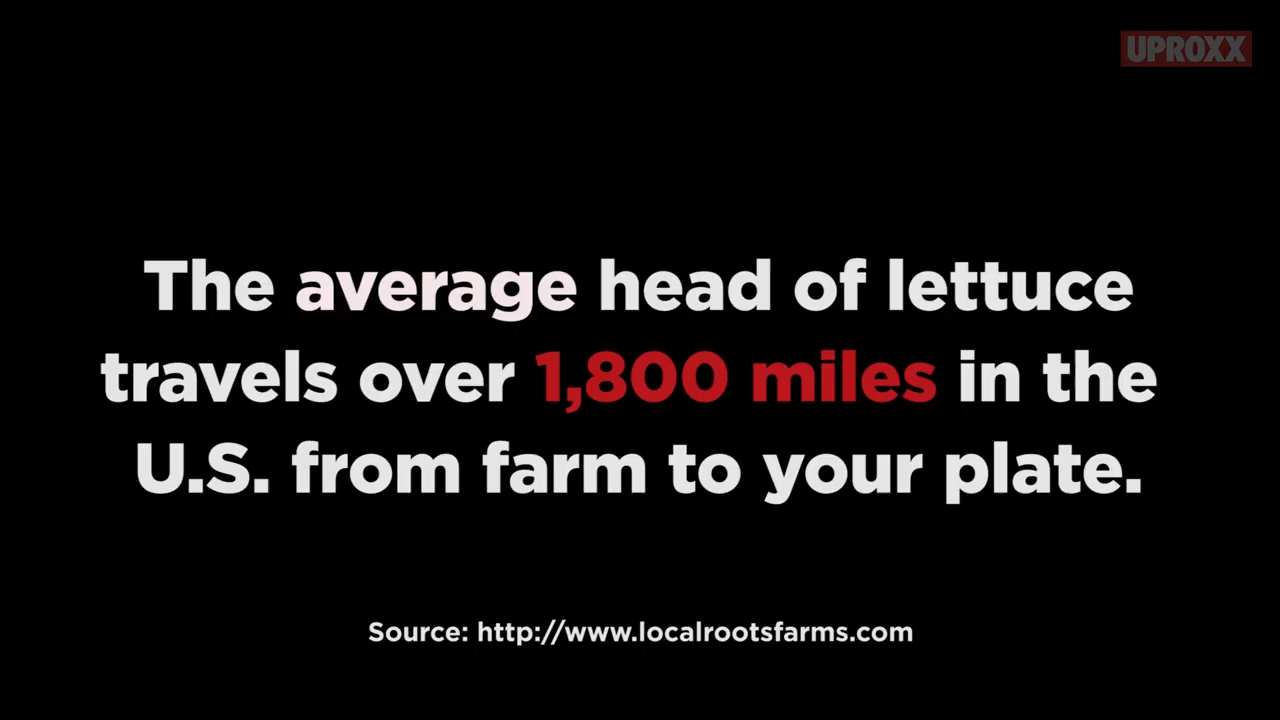 UPROXX
The average head of lettuce
travels over 1,800 miles in the
U.S. from farm to your plate.
Source: http://www.localrootsfarms.com